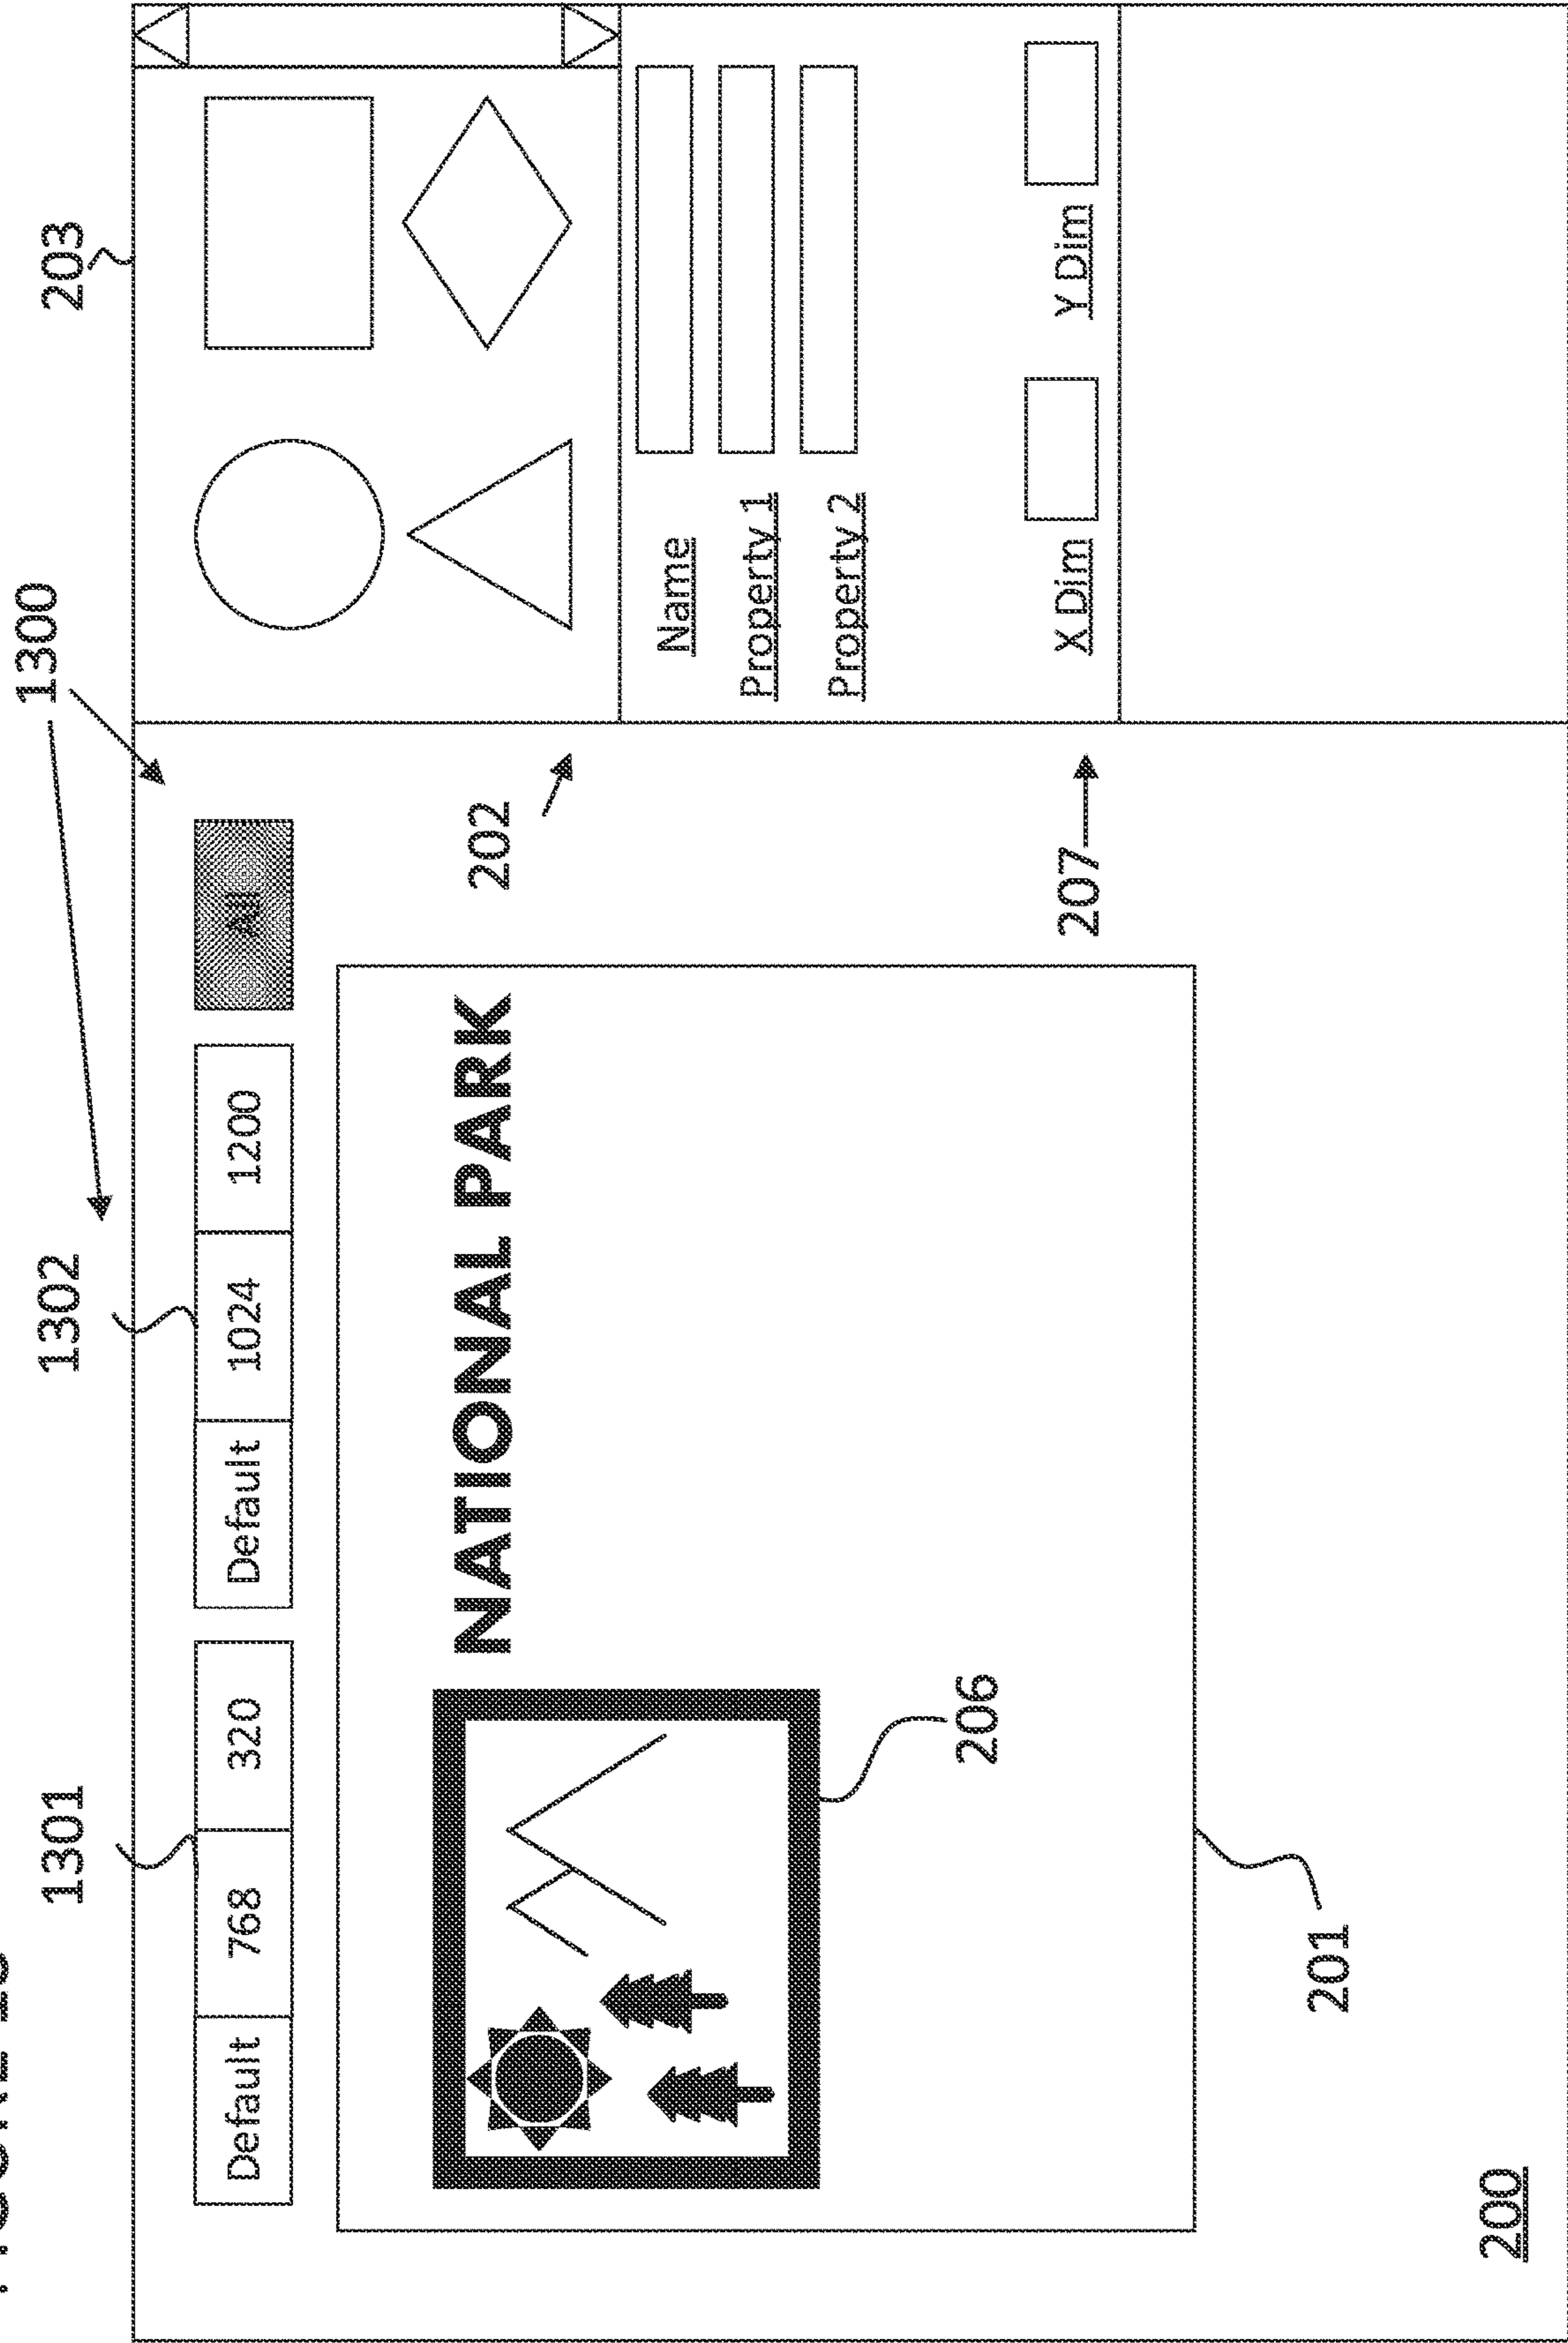 1300
1301
1302
203
Default 768 320
Default 1024 1200
All
NATIONAL PARK
202
Name
Property 1
Property 2
206
207
X Dim
Y Dim
201
200